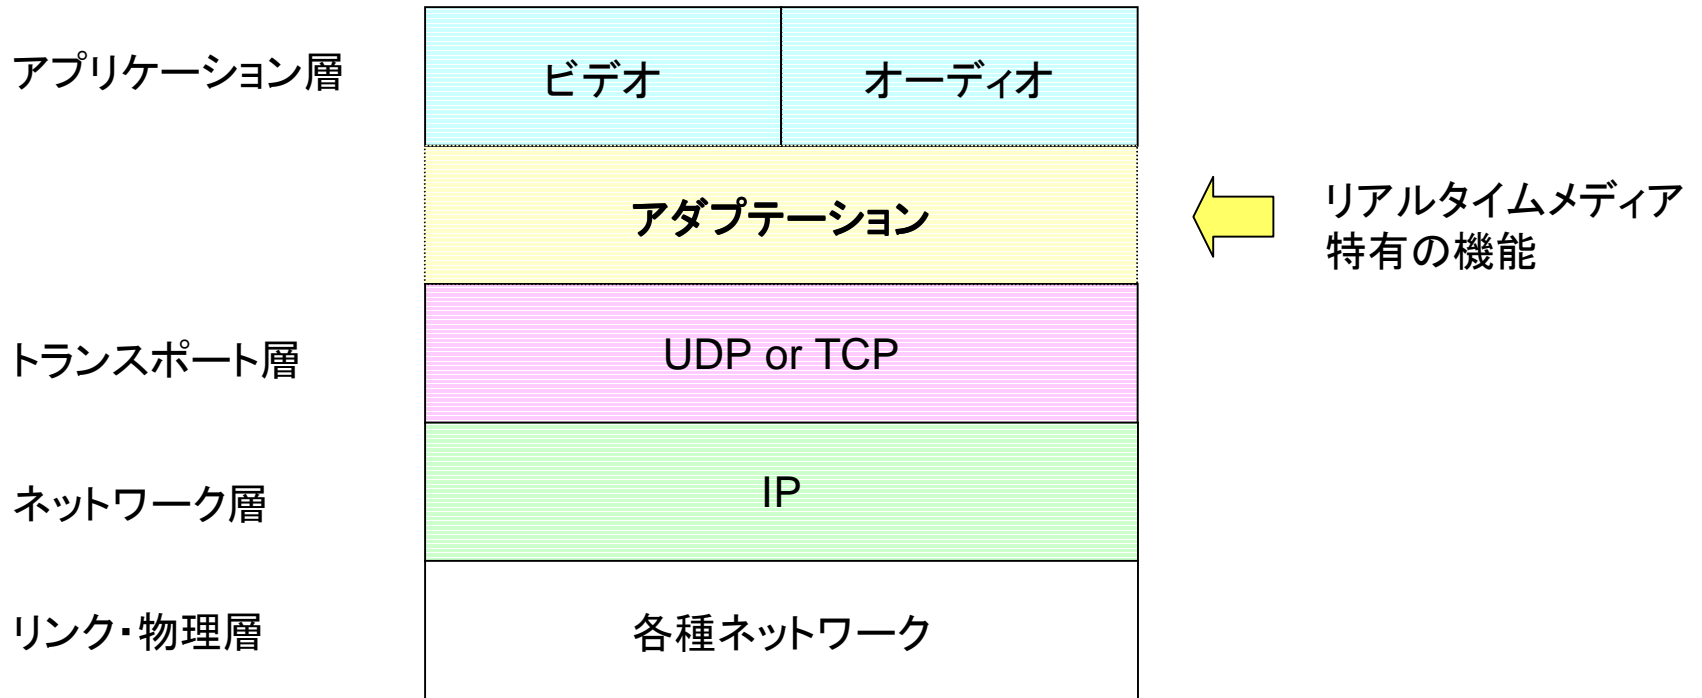 アプリケーション層
ビデオ
オーディオ
アダプテーション
リアルタイムメディア
特有の機能
トランスポート層
UDP or TCP
ネットワーク層
IP
リンク・物理層
各種ネットワーク